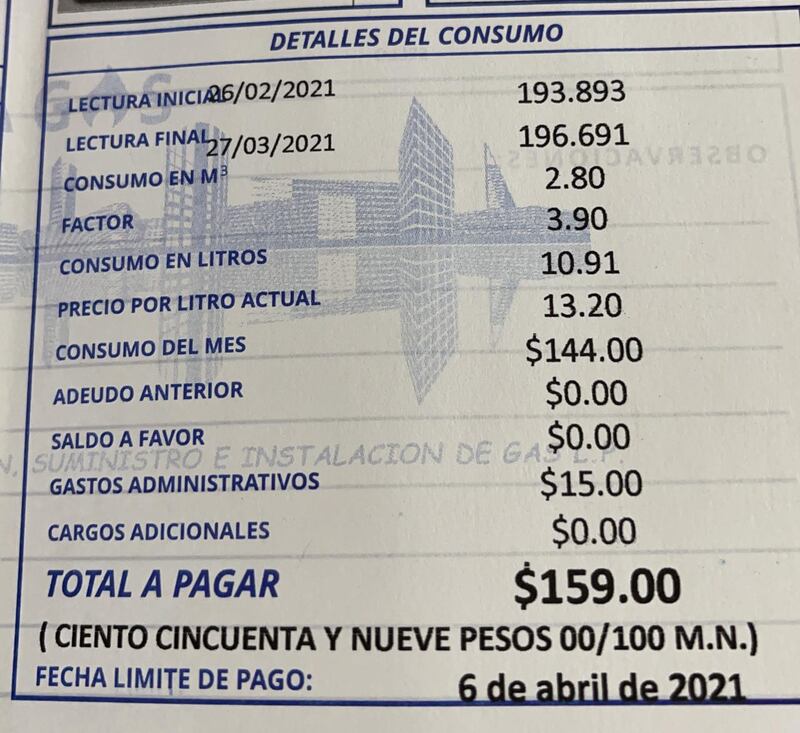 DETALLES DEL CONSUMO
LECTURA INICIAL 26/02/2021 193.893
LECTURA FINAL 27/03/2021 196.691
CONSUMO EN M³ 2.80
FACTOR 3.90
CONSUMO EN LITROS 10.91
PRECIO POR LITRO ACTUAL 13.20
CONSUMO DEL MES $144.00
ADEUDO ANTERIOR $0.00
SALDO A FAVOR $0.00
N, SUMINISTRO E INSTALACION DE GAS L.P.
GASTOS ADMINISTRATIVOS $15.00
CARGOS ADICIONALES $0.00
TOTAL A PAGAR $159.00
( CIENTO CINCUENTA Y NUEVE PESOS 00/100 M.N.)
FECHA LIMITE DE PAGO: 6 de abril de 2021
GAS
OBSERVACIONES